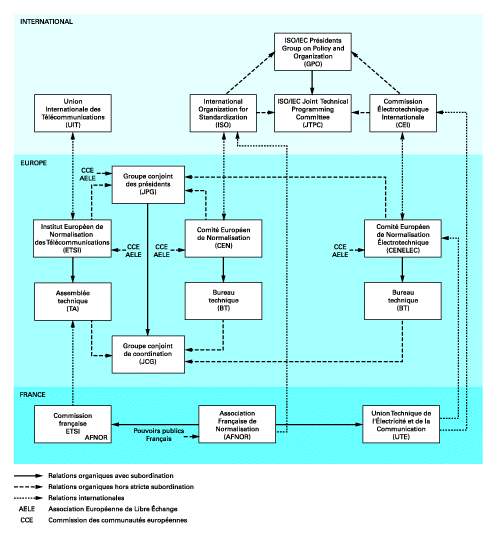 INTERNATIONAL
ISO/IEC Présidents
Group on Policy and
Organization
(GPO)
Union
Internationale des
Télécommunications
(UIT)
International
Organization for
Standardization
(ISO)
ISO/IEC Joint Technical
Programming
Committee
(JTPC)
Commission
Électrotechnique
Internationale
(CEI)
EUROPE
CCE
AELE
Groupe conjoint
des présidents
(JPG)
Institut Européen de
Normalisation
des Télécommunications
(ETSI)
CCE
AELE
CCE
AELE
Comité Européen
de Normalisation
(CEN)
CCE
AELE
Comité Européen
de Normalisation
Électrotechnique
(CENELEC)
Assemblée
technique
(TA)
Bureau
technique
(BT)
Bureau
technique
(BT)
Groupe conjoint
de coordination
(JCG)
FRANCE
Commission
française
ETSI
AFNOR
Pouvoirs publics
Français
Association
Française de
Normalisation
(AFNOR)
Union Technique de
l'Électricité et de la
Communication
(UTE)
Relations organiques avec subordination
Relations organiques hors stricte subordination
Relations internationales
AELE Association Européenne de Libre Échange
CCE Commission des communautés européennes